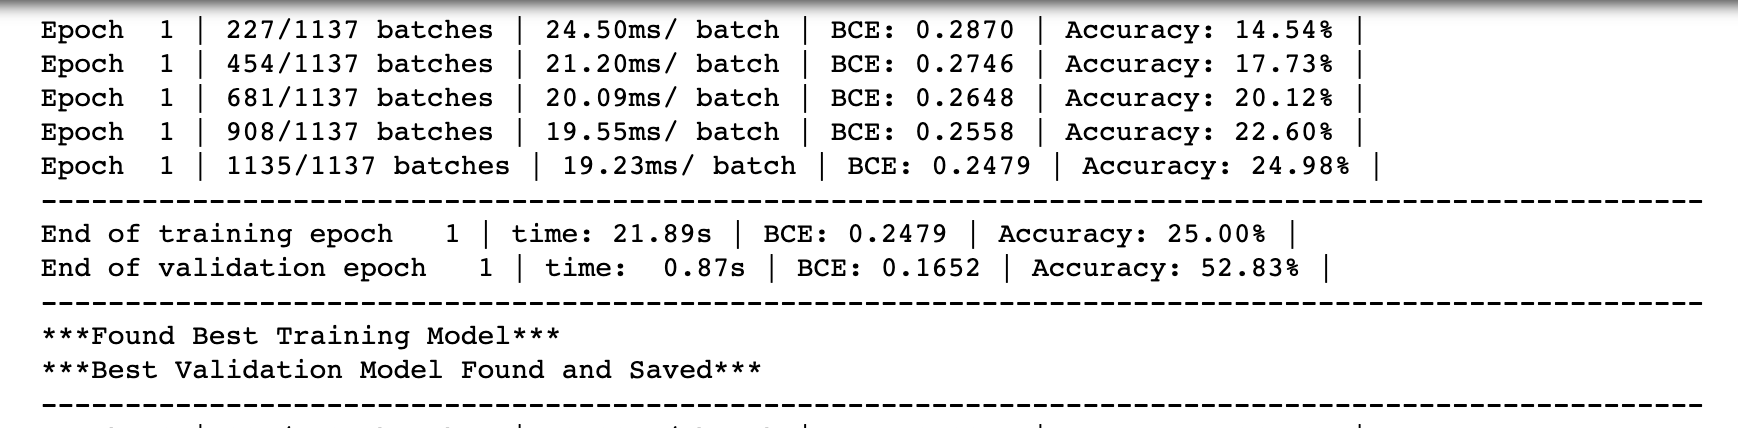 Epoch  1 | 227/1137 batches | 24.50ms/ batch | BCE: 0.2870 | Accuracy: 14.54% |
Epoch  1 | 454/1137 batches | 21.20ms/ batch | BCE: 0.2746 | Accuracy: 17.73% |
Epoch  1 | 681/1137 batches | 20.09ms/ batch | BCE: 0.2648 | Accuracy: 20.12% |
Epoch  1 | 908/1137 batches | 19.55ms/ batch | BCE: 0.2558 | Accuracy: 22.60% |
Epoch  1 | 1135/1137 batches | 19.23ms/ batch | BCE: 0.2479 | Accuracy: 24.98% |
---------------------------------------------------------------------------------------------------
End of training epoch   1 | time: 21.89s | BCE: 0.2479 | Accuracy: 25.00% |
End of validation epoch   1 | time:  0.87s | BCE: 0.1652 | Accuracy: 52.83% |
---------------------------------------------------------------------------------------------------
***Found Best Training Model***
***Best Validation Model Found and Saved***
---------------------------------------------------------------------------------------------------